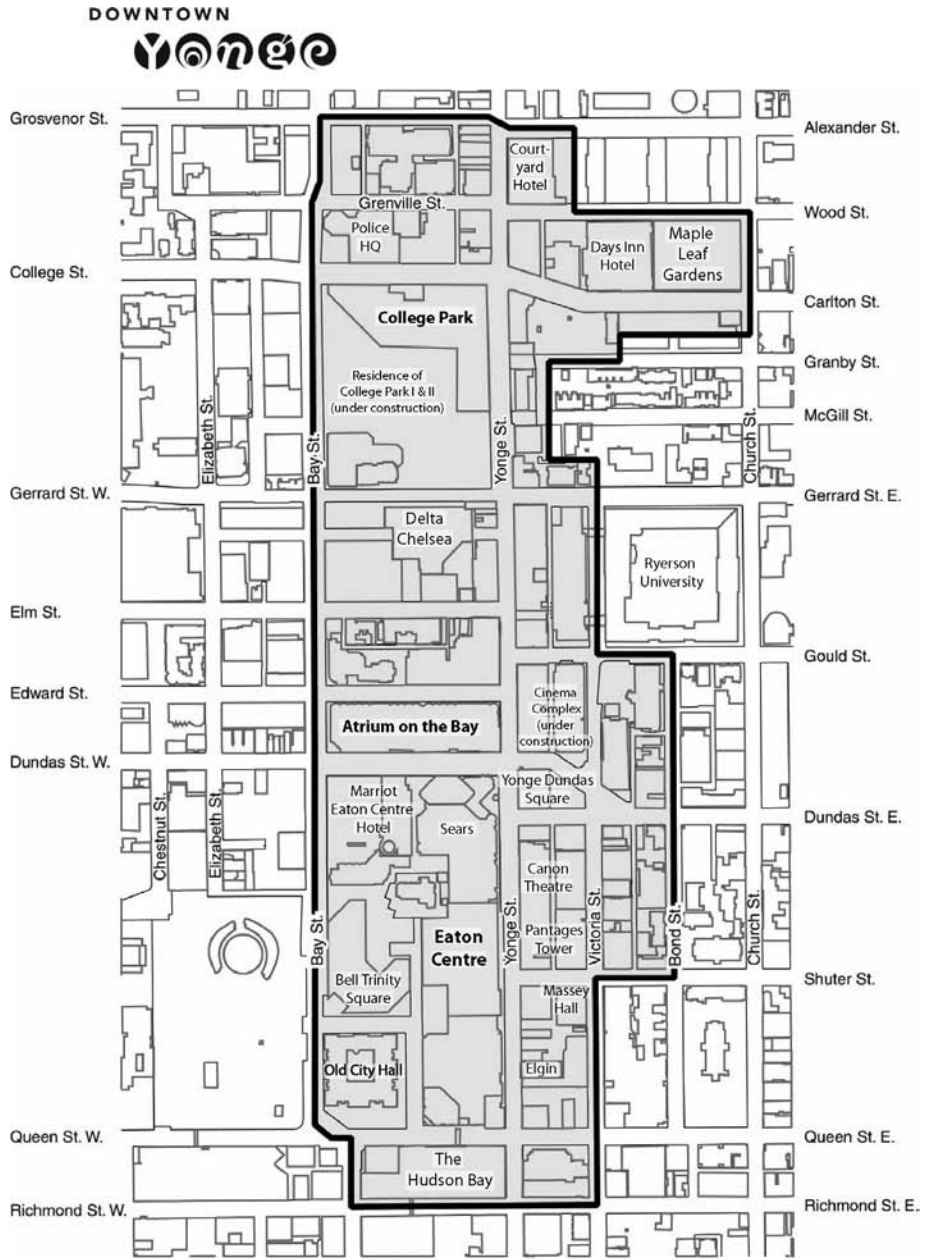 DOWNTOWN
Yonge
Grosvenor St.
Alexander St.
Court-
yard
Hotel
Grenville St.
Wood St.
Police
HQ
Days Inn
Hotel
Maple
Leaf
Gardens
College St.
Carlton St.
College Park
Granby St.
Residence of
College Park I & II
(under construction)
McGill St.
Elizabeth St.
Bay St.
Yonge St.
Church St.
Gerrard St. W.
Gerrard St. E.
Delta
Chelsea
Ryerson
University
Elm St.
Gould St.
Edward St.
Cinema
Complex
(under
construction)
Atrium on the Bay
Dundas St. W.
Yonge Dundas
Square
Marriot
Eaton Centre
Hotel
Sears
Dundas St. E.
Chestnut St.
Elizabeth St.
Canon
Theatre
Bay St.
Eaton
Centre
Yonge St.
Pantages
Tower
Victoria St.
Bond St.
Church St.
Bell Trinity
Square
Shuter St.
Massey
Hall
Old City Hall
Elgin
Queen St. W.
Queen St. E.
The
Hudson Bay
Richmond St. W.
Richmond St. E.